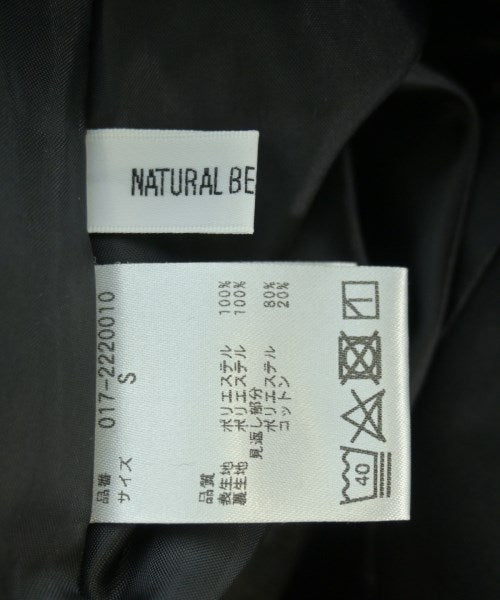 NATURAL BE
品番 017-2220010
サイズ S
品質
表生地 ポリエステル 100%
裏生地 ポリエステル 100%
見返し部分
ポリエステル 80%
コットン 20%
40